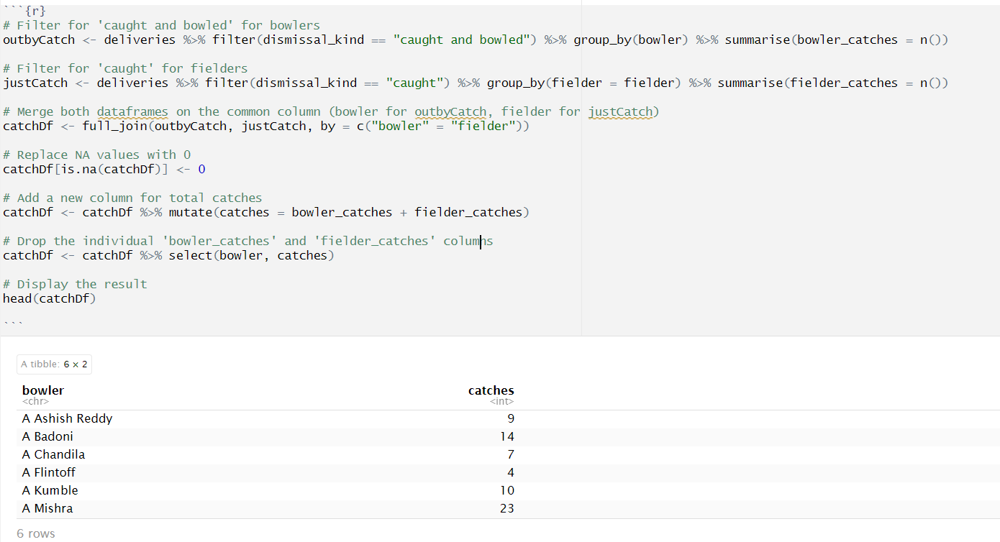 ```{r}
# Filter for 'caught and bowled' for bowlers
outbyCatch <- deliveries %>% filter(dismissal_kind == "caught and bowled") %>% group_by(bowler) %>% summarise(bowler_catches = n())
# Filter for 'caught' for fielders
justCatch <- deliveries %>% filter(dismissal_kind == "caught") %>% group_by(fielder = fielder) %>% summarise(fielder_catches = n())
# Merge both dataframes on the common column (bowler for outbyCatch, fielder for justCatch)
catchDf <- full_join(outbyCatch, justCatch, by = c("bowler" = "fielder"))
# Replace NA values with 0
catchDf[is.na(catchDf)] <- 0
# Add a new column for total catches
catchDf <- catchDf %>% mutate(catches = bowler_catches + fielder_catches)
# Drop the individual 'bowler_catches' and 'fielder_catches' columns
catchDf <- catchDf %>% select(bowler, catches)
# Display the result
head(catchDf)
```
A tibble: 6 × 2
bowler catches
<chr> <int>
A Ashish Reddy 9
A Badoni 14
A Chandila 7
A Flintoff 4
A Kumble 10
A Mishra 23
6 rows